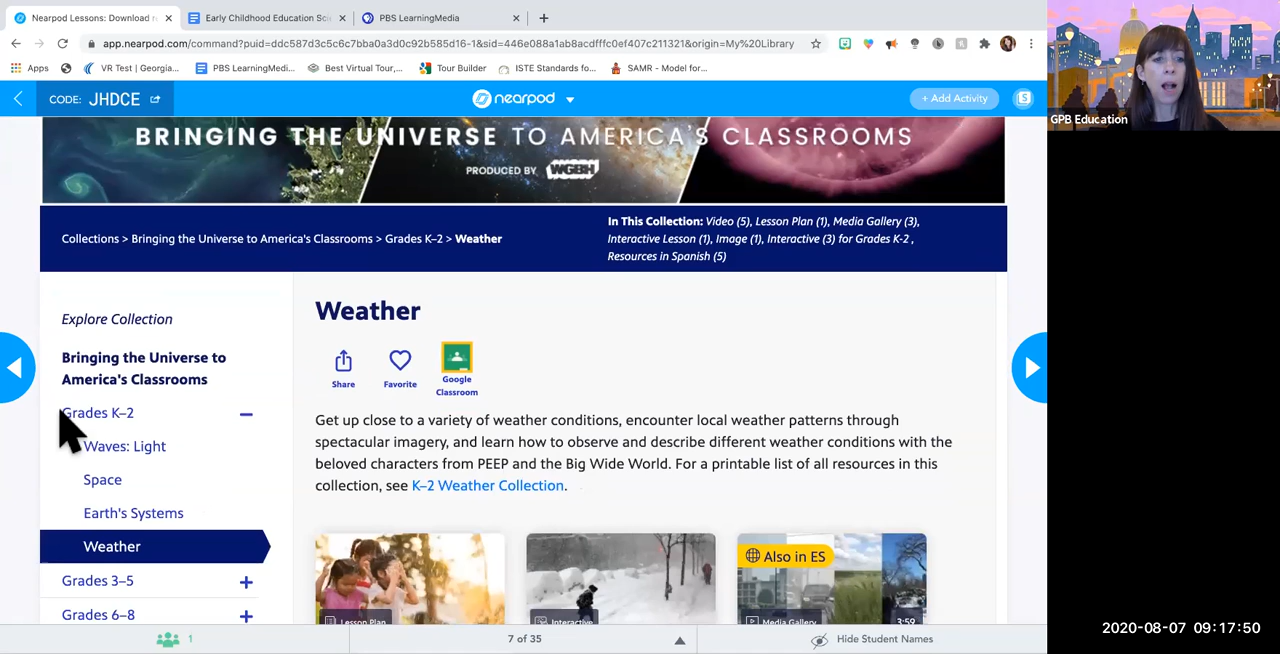 Nearpod Lessons: Download r
Early Childhood Education Sci
PBS LearningMedia
app.nearpod.com/command?puid=ddc587d3c5c6c7bba0a3d0c92b585d16-1&sid=446e088a1ab8acdfffc0ef407c211321&origin=My%20Library
Apps
VR Test | Georgia...
PBS LearningMedi...
Best Virtual Tour,...
Tour Builder
ISTE Standards fo...
SAMR - Model for...
CODE: JHDCE
nearpod
+ Add Activity
S
GPB Education
BRINGING THE UNIVERSE TO AMERICA'S CLASSROOMS
PRODUCED BY WGBH
Collections > Bringing the Universe to America's Classrooms > Grades K–2 > Weather
In This Collection: Video (5), Lesson Plan (1), Media Gallery (3),
Interactive Lesson (1), Image (1), Interactive (3) for Grades K-2 ,
Resources in Spanish (5)
Explore Collection
Bringing the Universe to
America's Classrooms
Grades K–2
Waves: Light
Space
Earth's Systems
Weather
Grades 3–5
Grades 6–8
Weather
Share
Favorite
Google
Classroom
Get up close to a variety of weather conditions, encounter local weather patterns through
spectacular imagery, and learn how to observe and describe different weather conditions with the
beloved characters from PEEP and the Big Wide World. For a printable list of all resources in this
collection, see K–2 Weather Collection.
Also in ES
Lesson Plan
Interactive
Media Gallery
3:59
1
7 of 35
Hide Student Names
2020-08-07 09:17:50